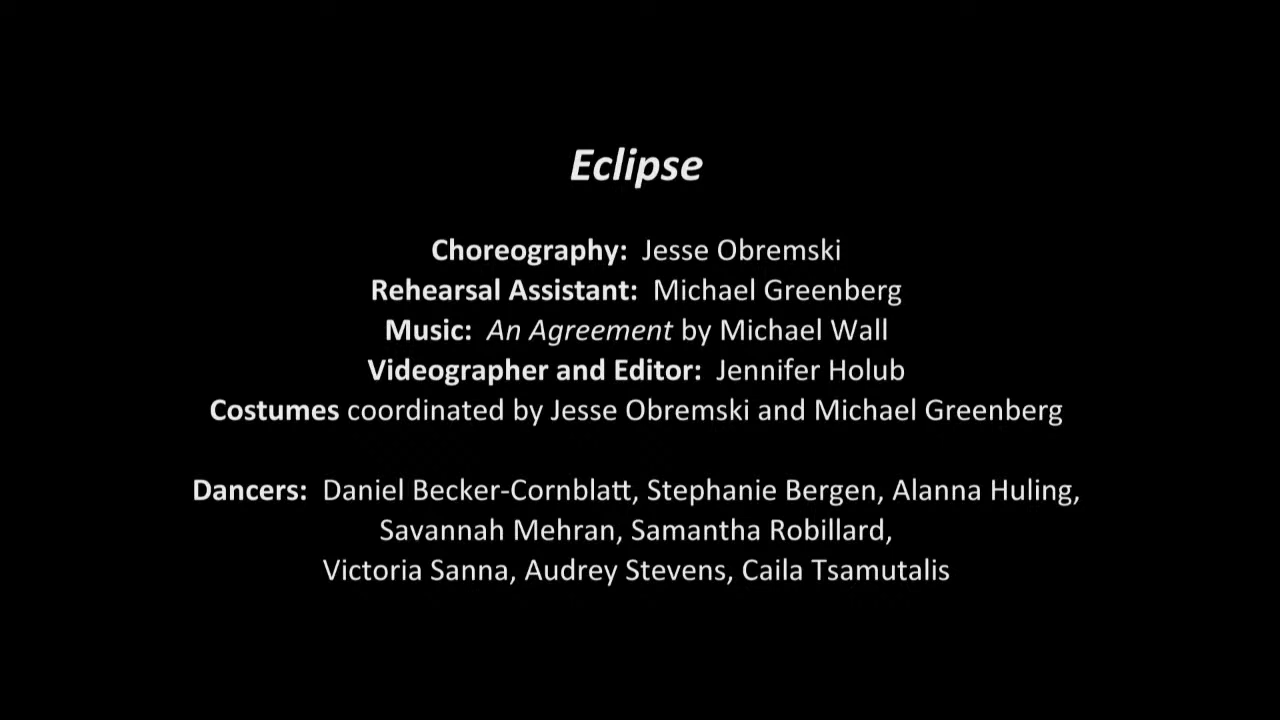 Eclipse
Choreography: Jesse Obremski
Rehearsal Assistant: Michael Greenberg
Music: An Agreement by Michael Wall
Videographer and Editor: Jennifer Holub
Costumes coordinated by Jesse Obremski and Michael Greenberg
Dancers: Daniel Becker-Cornblatt, Stephanie Bergen, Alanna Huling,
Savannah Mehran, Samantha Robillard,
Victoria Sanna, Audrey Stevens, Caila Tsamutalis